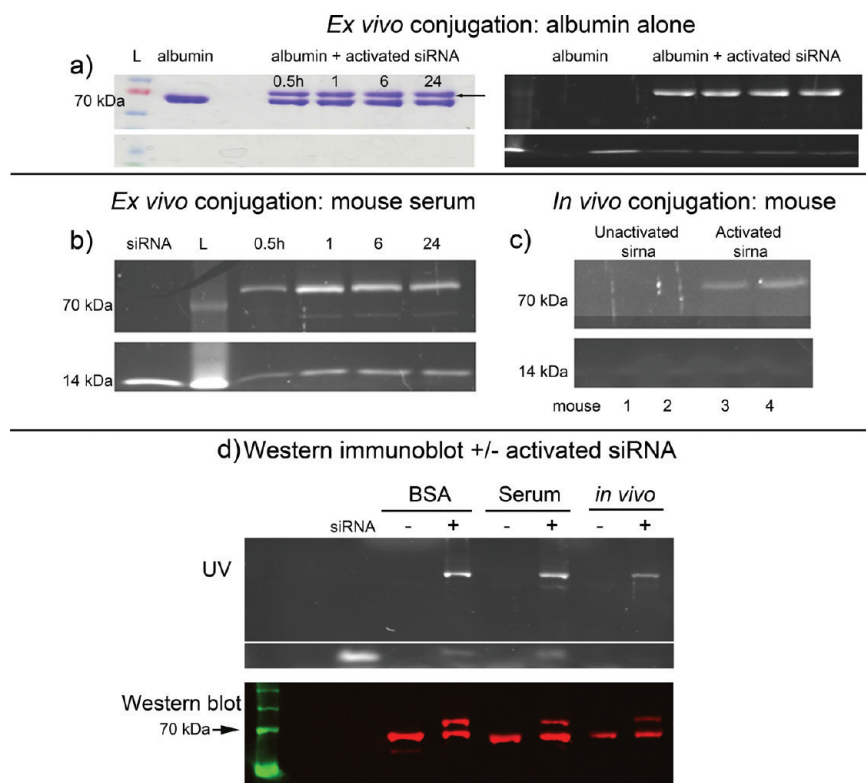 Ex vivo conjugation: albumin alone
a)
L albumin albumin + activated siRNA
0.5h 1 6 24
70 kDa
albumin albumin + activated siRNA
Ex vivo conjugation: mouse serum
b)
siRNA L 0.5h 1 6 24
70 kDa
14 kDa
In vivo conjugation: mouse
c)
Unactivated Activated
sirna sirna
70 kDa
14 kDa
mouse 1 2 3 4
d) Western immunoblot +/- activated siRNA
BSA Serum in vivo
siRNA - + - + - +
UV
Western blot
70 kDa